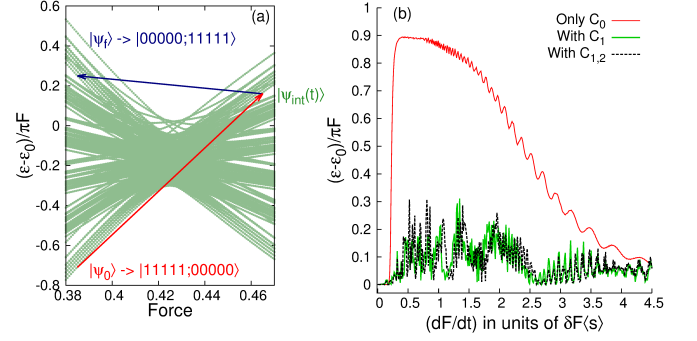 (a)
0.6
0.4
0.2
0
-0.2
-0.4
-0.6
-0.8
(ε-ε₀)/πF
|ψf⟩ -> |00000;11111⟩
|ψint(t)⟩
|ψ₀⟩ -> |11111;00000⟩
0.38 0.4 0.42 0.44 0.46
Force
(b)
Only C₀
With C₁
With C₁,₂
1
0.9
0.8
0.7
0.6
0.5
0.4
0.3
0.2
0.1
0
(ε-ε₀)/πF
0 0.5 1 1.5 2 2.5 3 3.5 4 4.5
(dF/dt) in units of δF⟨s⟩